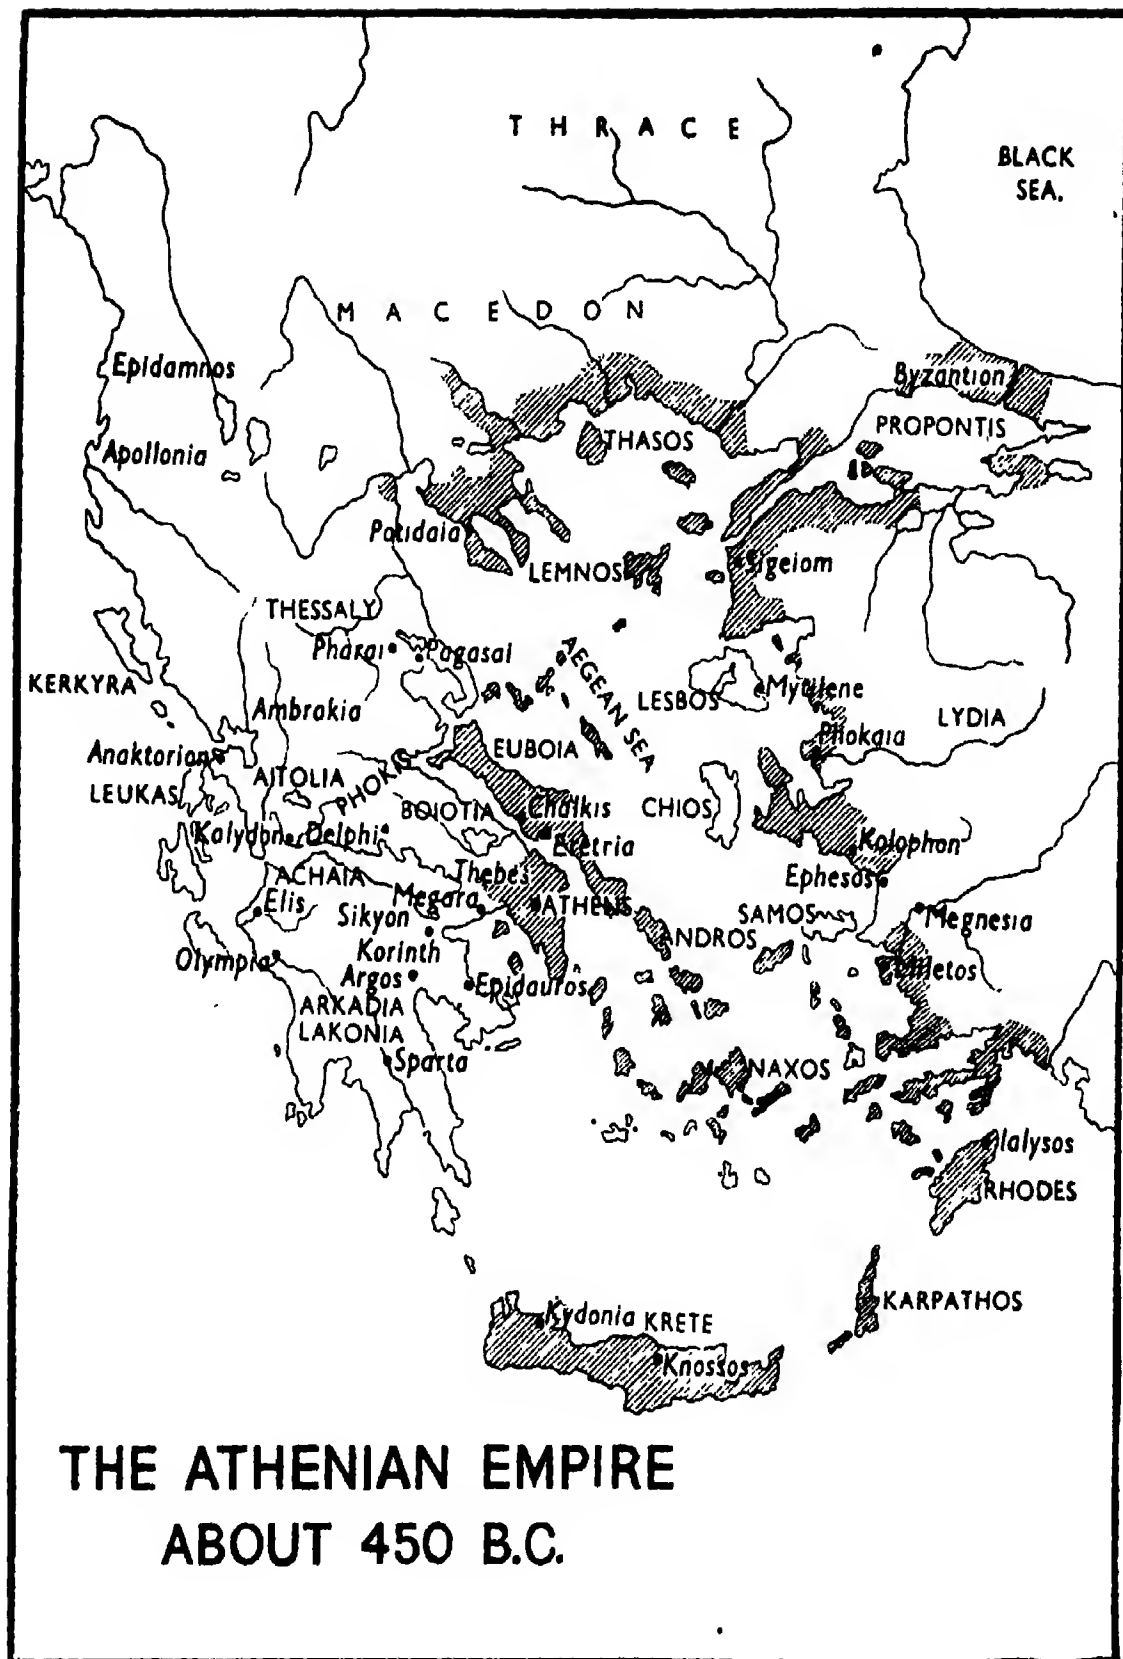 THRACE
BLACK
SEA.
MACEDON
Epidamnos
Byzantion
PROPONTIS
THASOS
Apollonia
Potidaia
LEMNOS
Sigeiom
THESSALY
Pharai
Pagasai
AEGEAN SEA
KERKYRA
LESBOS
Mytilene
Ambrakia
LYDIA
Phokaia
Anaktorion
EUBOIA
AITOLIA
PHOKIS
LEUKAS
BOIOTIA
Chalkis
CHIOS
Kalydon
Delphi
Eretria
Kolophon
Thebes
ACHAIA
Ephesos
Elis
Megara
ATHENS
Sikyon
SAMOS
Megnesia
Korinth
ANDROS
Olympia
Argos
Epidauros
Miletos
ARKADIA
LAKONIA
Sparta
NAXOS
Ialysos
RHODES
KARPATHOS
Kydonia
KRETE
Knossos
THE ATHENIAN EMPIRE
ABOUT 450 B.C.